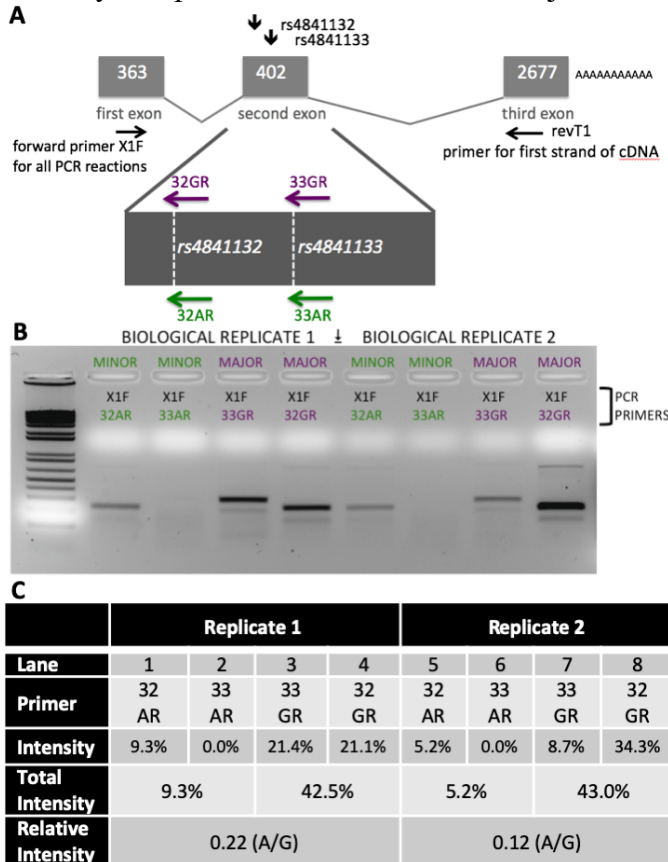 A
rs4841132
rs4841133
363
402
2677
AAAAAAAAAAA
first exon
second exon
third exon
forward primer X1F
for all PCR reactions
revT1
primer for first strand of cDNA
32GR
33GR
rs4841132
rs4841133
32AR
33AR
B
BIOLOGICAL REPLICATE 1
BIOLOGICAL REPLICATE 2
MINOR MINOR MAJOR MAJOR MINOR MINOR MAJOR MAJOR
X1F X1F X1F X1F X1F X1F X1F X1F
32AR 33AR 33GR 32GR 32AR 33AR 33GR 32GR
PCR
PRIMERS
C
Replicate 1 Replicate 2
Lane 1 2 3 4 5 6 7 8
Primer 32 AR 33 AR 33 GR 32 GR 32 AR 33 AR 33 GR 32 GR
Intensity 9.3% 0.0% 21.4% 21.1% 5.2% 0.0% 8.7% 34.3%
Total Intensity 9.3% 42.5% 5.2% 43.0%
Relative Intensity 0.22 (A/G) 0.12 (A/G)